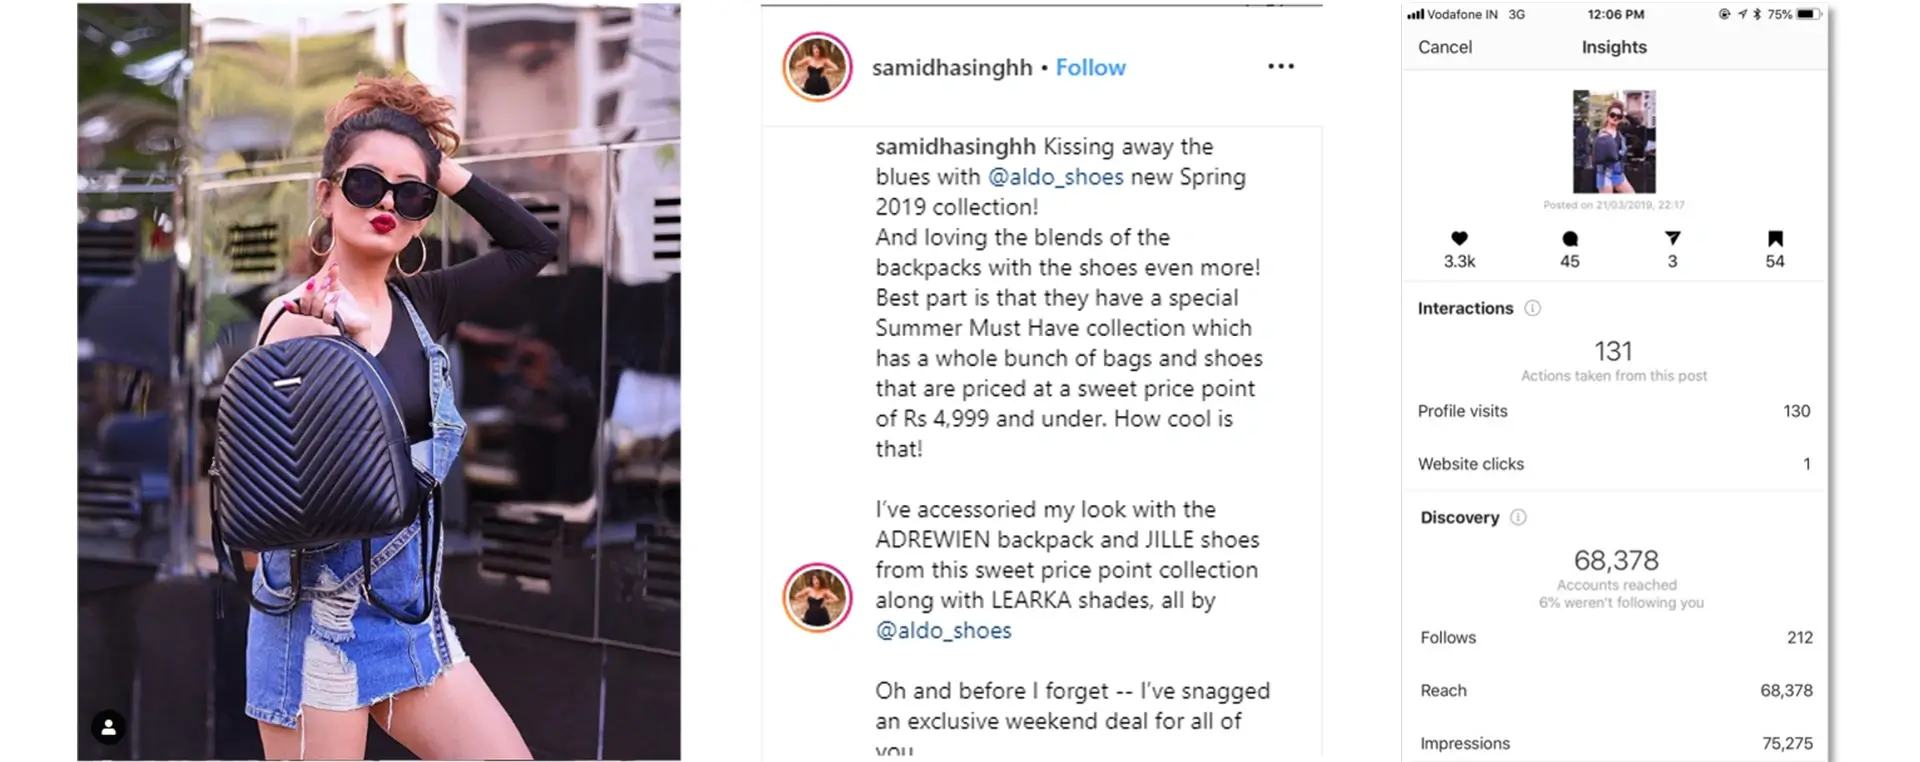 samidhasinghh • Follow
samidhasinghh Kissing away the
blues with @aldo_shoes new Spring
2019 collection!
And loving the blends of the
backpacks with the shoes even more!
Best part is that they have a special
Summer Must Have collection which
has a whole bunch of bags and shoes
that are priced at a sweet price point
of Rs 4,999 and under. How cool is
that!
I've accessoried my look with the
ADREWIEN backpack and JILLE shoes
from this sweet price point collection
along with LEARKA shades, all by
@aldo_shoes
Oh and before I forget -- I've snagged
an exclusive weekend deal for all of
you
Vodafone IN 3G 12:06 PM 75%
Cancel Insights
Posted on 21/03/2019, 22:17
3.3k 45 3 54
Interactions
131
Actions taken from this post
Profile visits 130
Website clicks 1
Discovery
68,378
Accounts reached
6% weren't following you
Follows 212
Reach 68,378
Impressions 75,275